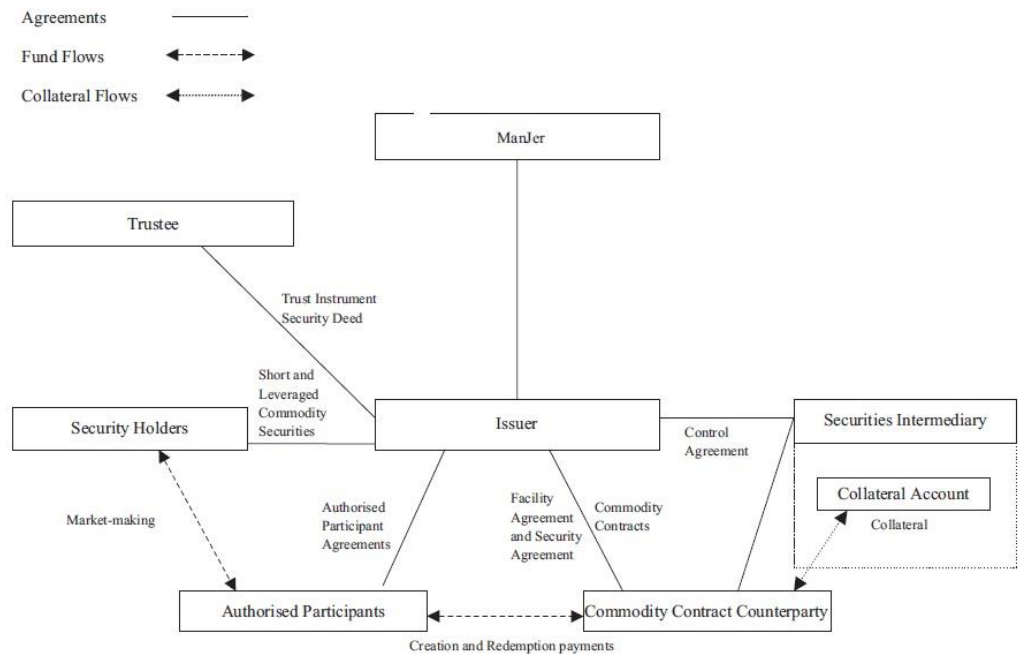 Agreements
Fund Flows
Collateral Flows
ManJer
Trustee
Trust Instrument
Security Deed
Short and
Leveraged
Commodity
Securities
Security Holders
Issuer
Control
Agreement
Securities Intermediary
Collateral Account
Collateral
Market-making
Authorised
Participant
Agreements
Facility
Agreement
and Security
Agreement
Commodity
Contracts
Authorised Participants
Commodity Contract Counterparty
Creation and Redemption payments